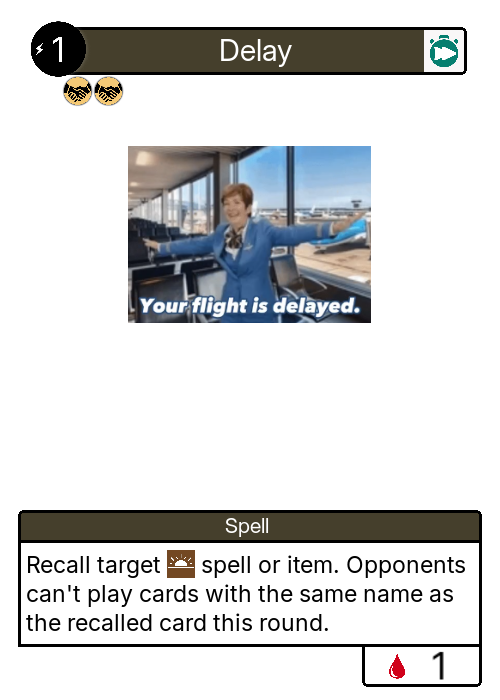 1
Delay
Your flight is delayed.
Spell
Recall target spell or item. Opponents
can't play cards with the same name as
the recalled card this round.
1